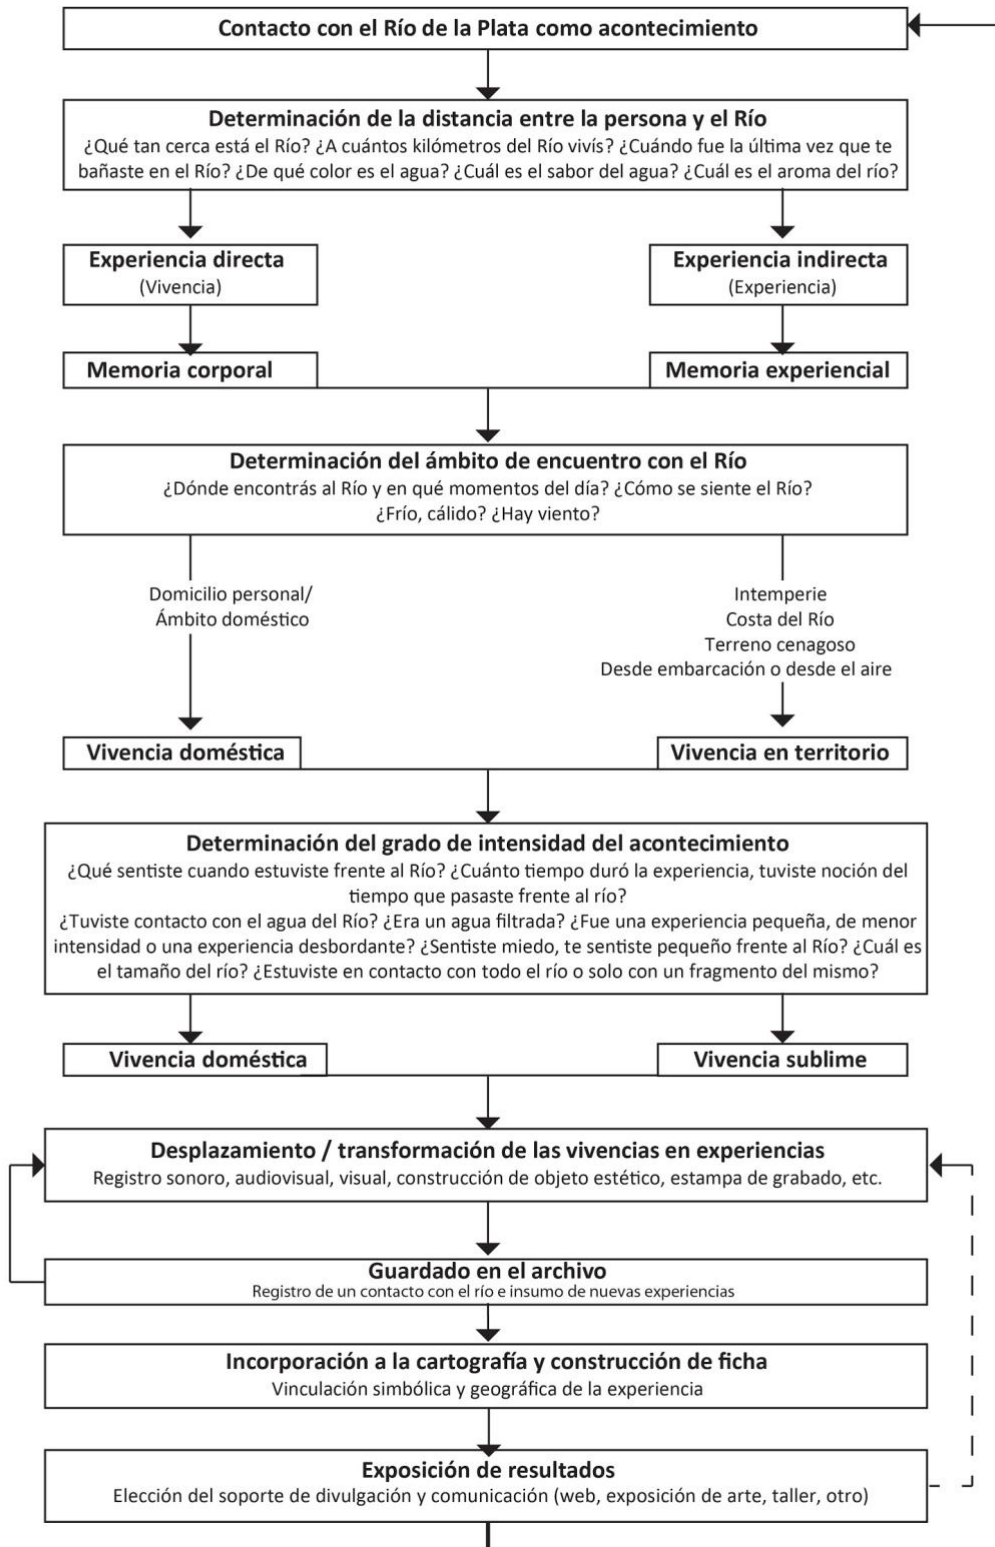 Contacto con el Río de la Plata como acontecimiento
Determinación de la distancia entre la persona y el Río
¿Qué tan cerca está el Río? ¿A cuántos kilómetros del Río vivís? ¿Cuándo fue la última vez que te
bañaste en el Río? ¿De qué color es el agua? ¿Cuál es el sabor del agua? ¿Cuál es el aroma del río?
Experiencia directa
(Vivencia)
Experiencia indirecta
(Experiencia)
Memoria corporal
Memoria experiencial
Determinación del ámbito de encuentro con el Río
¿Dónde encontrás al Río y en qué momentos del día? ¿Cómo se siente el Río?
¿Frío, cálido? ¿Hay viento?
Domicilio personal/
Ámbito doméstico
Intemperie
Costa del Río
Terreno cenagoso
Desde embarcación o desde el aire
Vivencia doméstica
Vivencia en territorio
Determinación del grado de intensidad del acontecimiento
¿Qué sentiste cuando estuviste frente al Río? ¿Cuánto tiempo duró la experiencia, tuviste noción del
tiempo que pasaste frente al río?
¿Tuviste contacto con el agua del Río? ¿Era un agua filtrada? ¿Fue una experiencia pequeña, de menor
intensidad o una experiencia desbordante? ¿Sentiste miedo, te sentiste pequeño frente al Río? ¿Cuál es
el tamaño del río? ¿Estuviste en contacto con todo el río o solo con un fragmento del mismo?
Vivencia doméstica
Vivencia sublime
Desplazamiento / transformación de las vivencias en experiencias
Registro sonoro, audiovisual, visual, construcción de objeto estético, estampa de grabado, etc.
Guardado en el archivo
Registro de un contacto con el río e insumo de nuevas experiencias
Incorporación a la cartografía y construcción de ficha
Vinculación simbólica y geográfica de la experiencia
Exposición de resultados
Elección del soporte de divulgación y comunicación (web, exposición de arte, taller, otro)